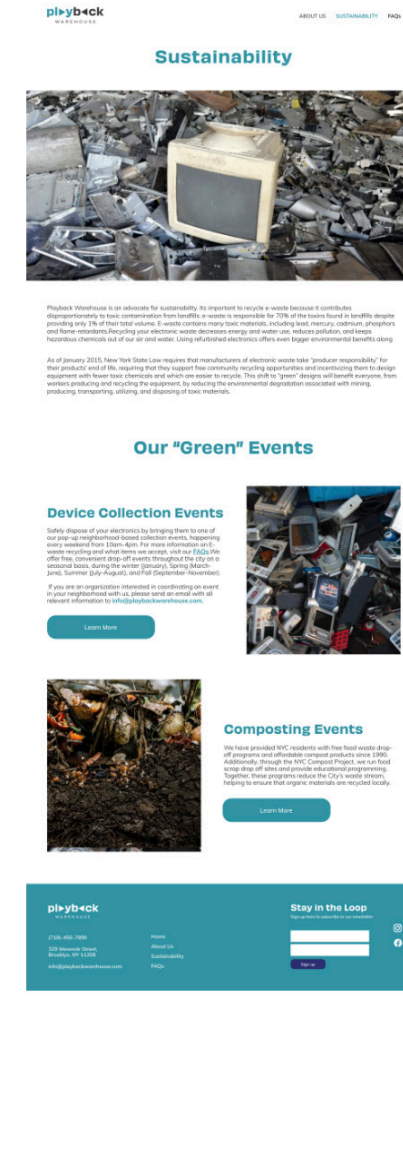 playback
WAREHOUSE
ABOUT US SUSTAINABILITY FAQs
Sustainability
Playback Warehouse is an advocate for sustainability. Its important to recycle e-waste because it contributes
disproportionately to toxic contamination from landfills: e-waste is responsible for 70% of the toxins found in landfills despite
providing only 1% of their total volume. E-waste contains many toxic materials, including lead, mercury, cadmium, phosphors
and flame-retardants.Recycling your electronic waste decreases energy and water use, reduces pollution, and keeps
hazardous chemicals out of our air and water. Using refurbished electronics offers even bigger environmental benefits along
As of January 2015, New York State Law requires that manufacturers of electronic waste take "producer responsibility" for
their products' end of life, requiring that they support free community recycling opportunities and incentivizing them to design
equipment with fewer toxic chemicals and which are easier to recycle. This shift to "green" designs will benefit everyone, from
workers producing and recycling the equipment, by reducing the environmental degradation associated with mining,
producing, transporting, utilizing, and disposing of toxic materials.
Our "Green" Events
Device Collection Events
Safely dispose of your electronics by bringing them to one of
our pop-up neighborhood-based collection events, happening
every weekend from 10am-4pm. For more information on E-
waste recycling and what items we accept, visit our FAQs.We
offer free, convenient drop-off events throughout the city on a
seasonal basis, during the winter (January), Spring (March-
June), Summer (July-August), and Fall (September-November).
If you are an organization interested in coordinating an event
in your neighborhood with us, please send an email with all
relevant information to info@playbackwarehouse.com.
Learn More
Composting Events
We have provided NYC residents with free food waste drop-
off programs and affordable compost products since 1990.
Additionally, through the NYC Compost Project, we run food
scrap drop off sites and provide educational programming.
Together, these programs reduce the City's waste stream,
helping to ensure that organic materials are recycled locally.
Learn More
playback
WAREHOUSE
Stay in the Loop
Sign up here to subscribe to our newsletter
Home
About Us
Brooklyn, NY 11206
Sustainability
info@playbackwarehouse.com
FAQs
Sign up